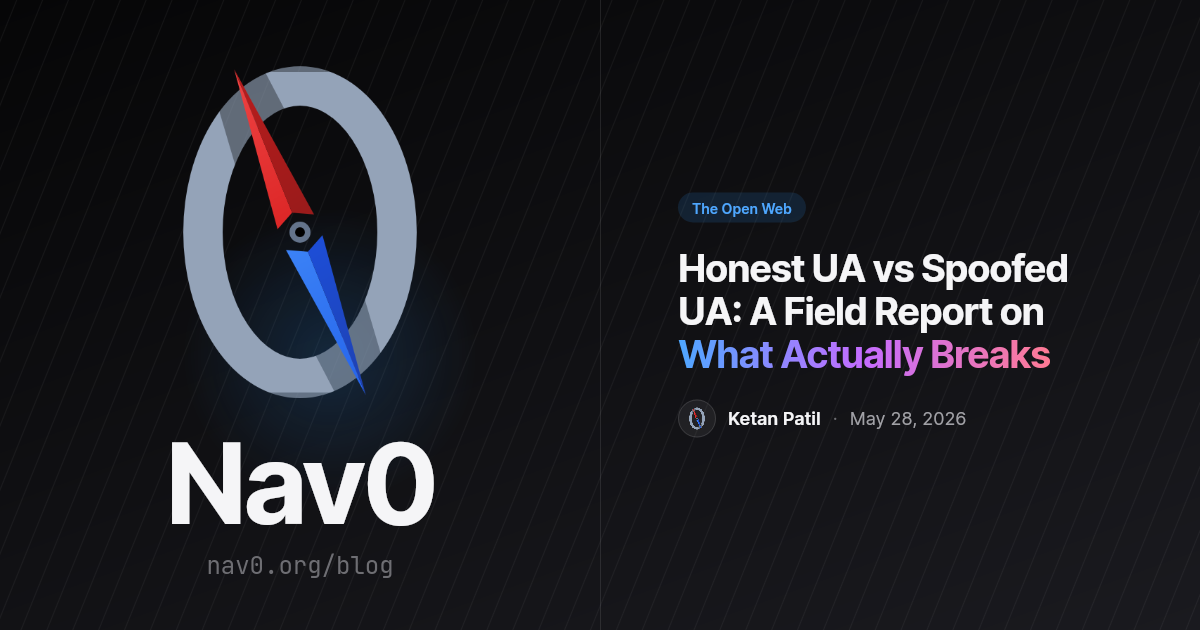 Nav0
nav0.org/blog
The Open Web
Honest UA vs Spoofed
UA: A Field Report on
What Actually Breaks
Ketan Patil · May 28, 2026